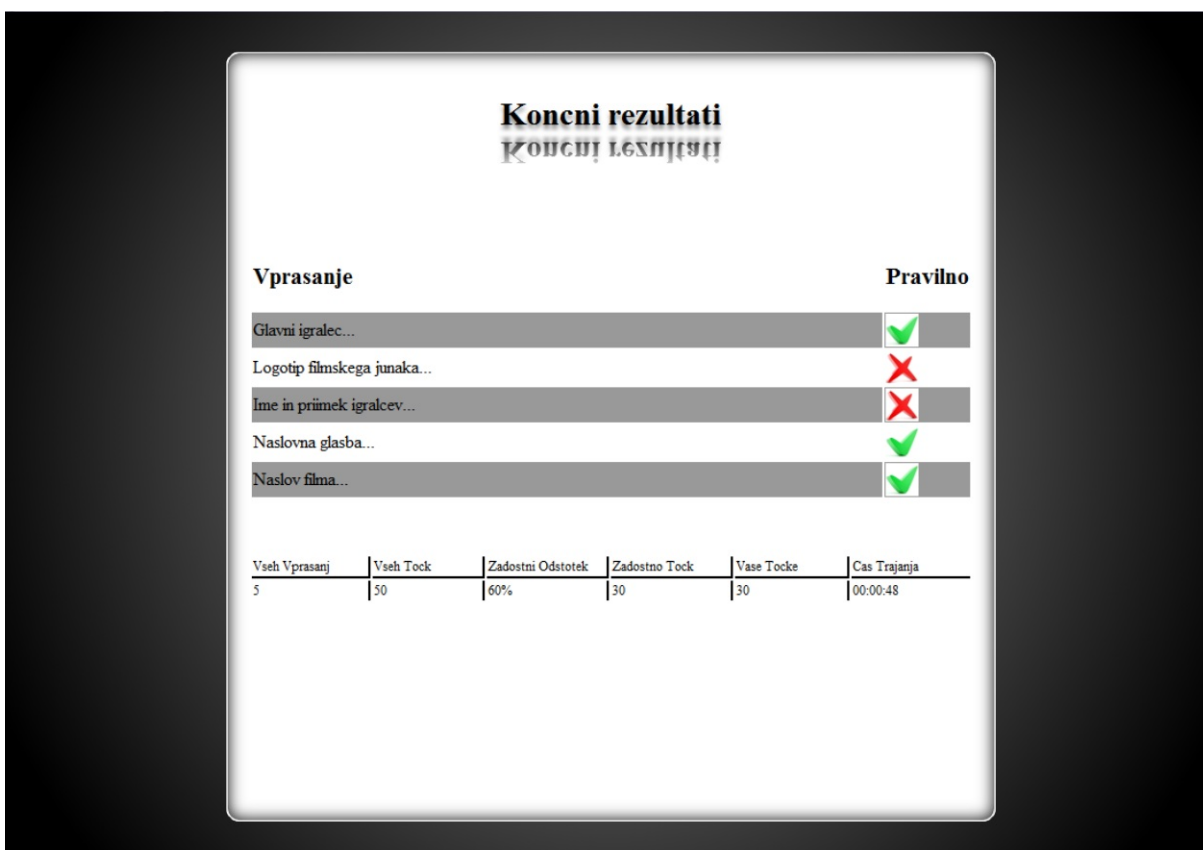 Koncni rezultati
Vprasanje Pravilno
Glavni igralec...
Logotip filmskega junaka...
Ime in priimek igralcev...
Naslovna glasba...
Naslov filma...
Vseh Vprasanj Vseh Tock Zadostni Odstotek Zadostno Tock Vase Tocke Cas Trajanja
5 50 60% 30 30 00:00:48